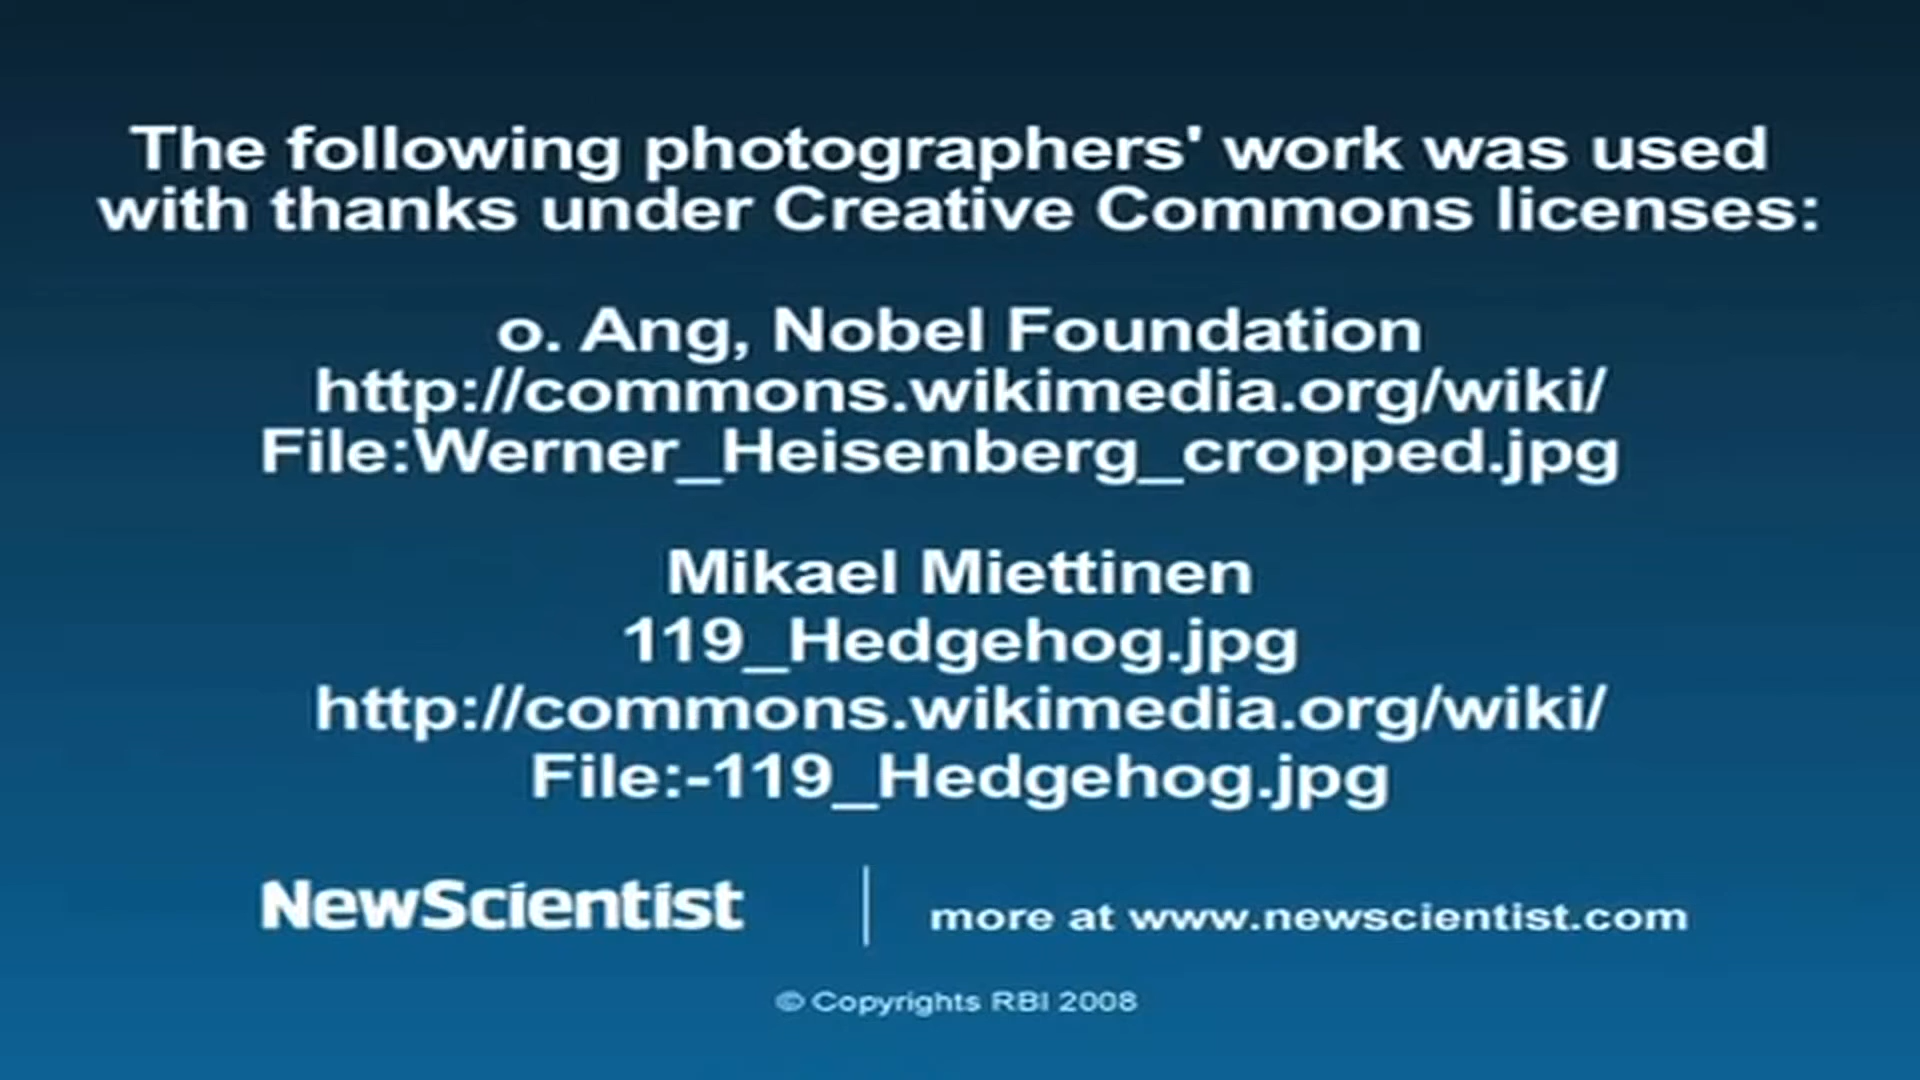 The following photographers' work was used
with thanks under Creative Commons licenses:
o. Ang, Nobel Foundation
http://commons.wikimedia.org/wiki/
File:Werner_Heisenberg_cropped.jpg
Mikael Miettinen
119_Hedgehog.jpg
http://commons.wikimedia.org/wiki/
File:-119_Hedgehog.jpg
NewScientist | more at www.newscientist.com
© Copyrights RBI 2008